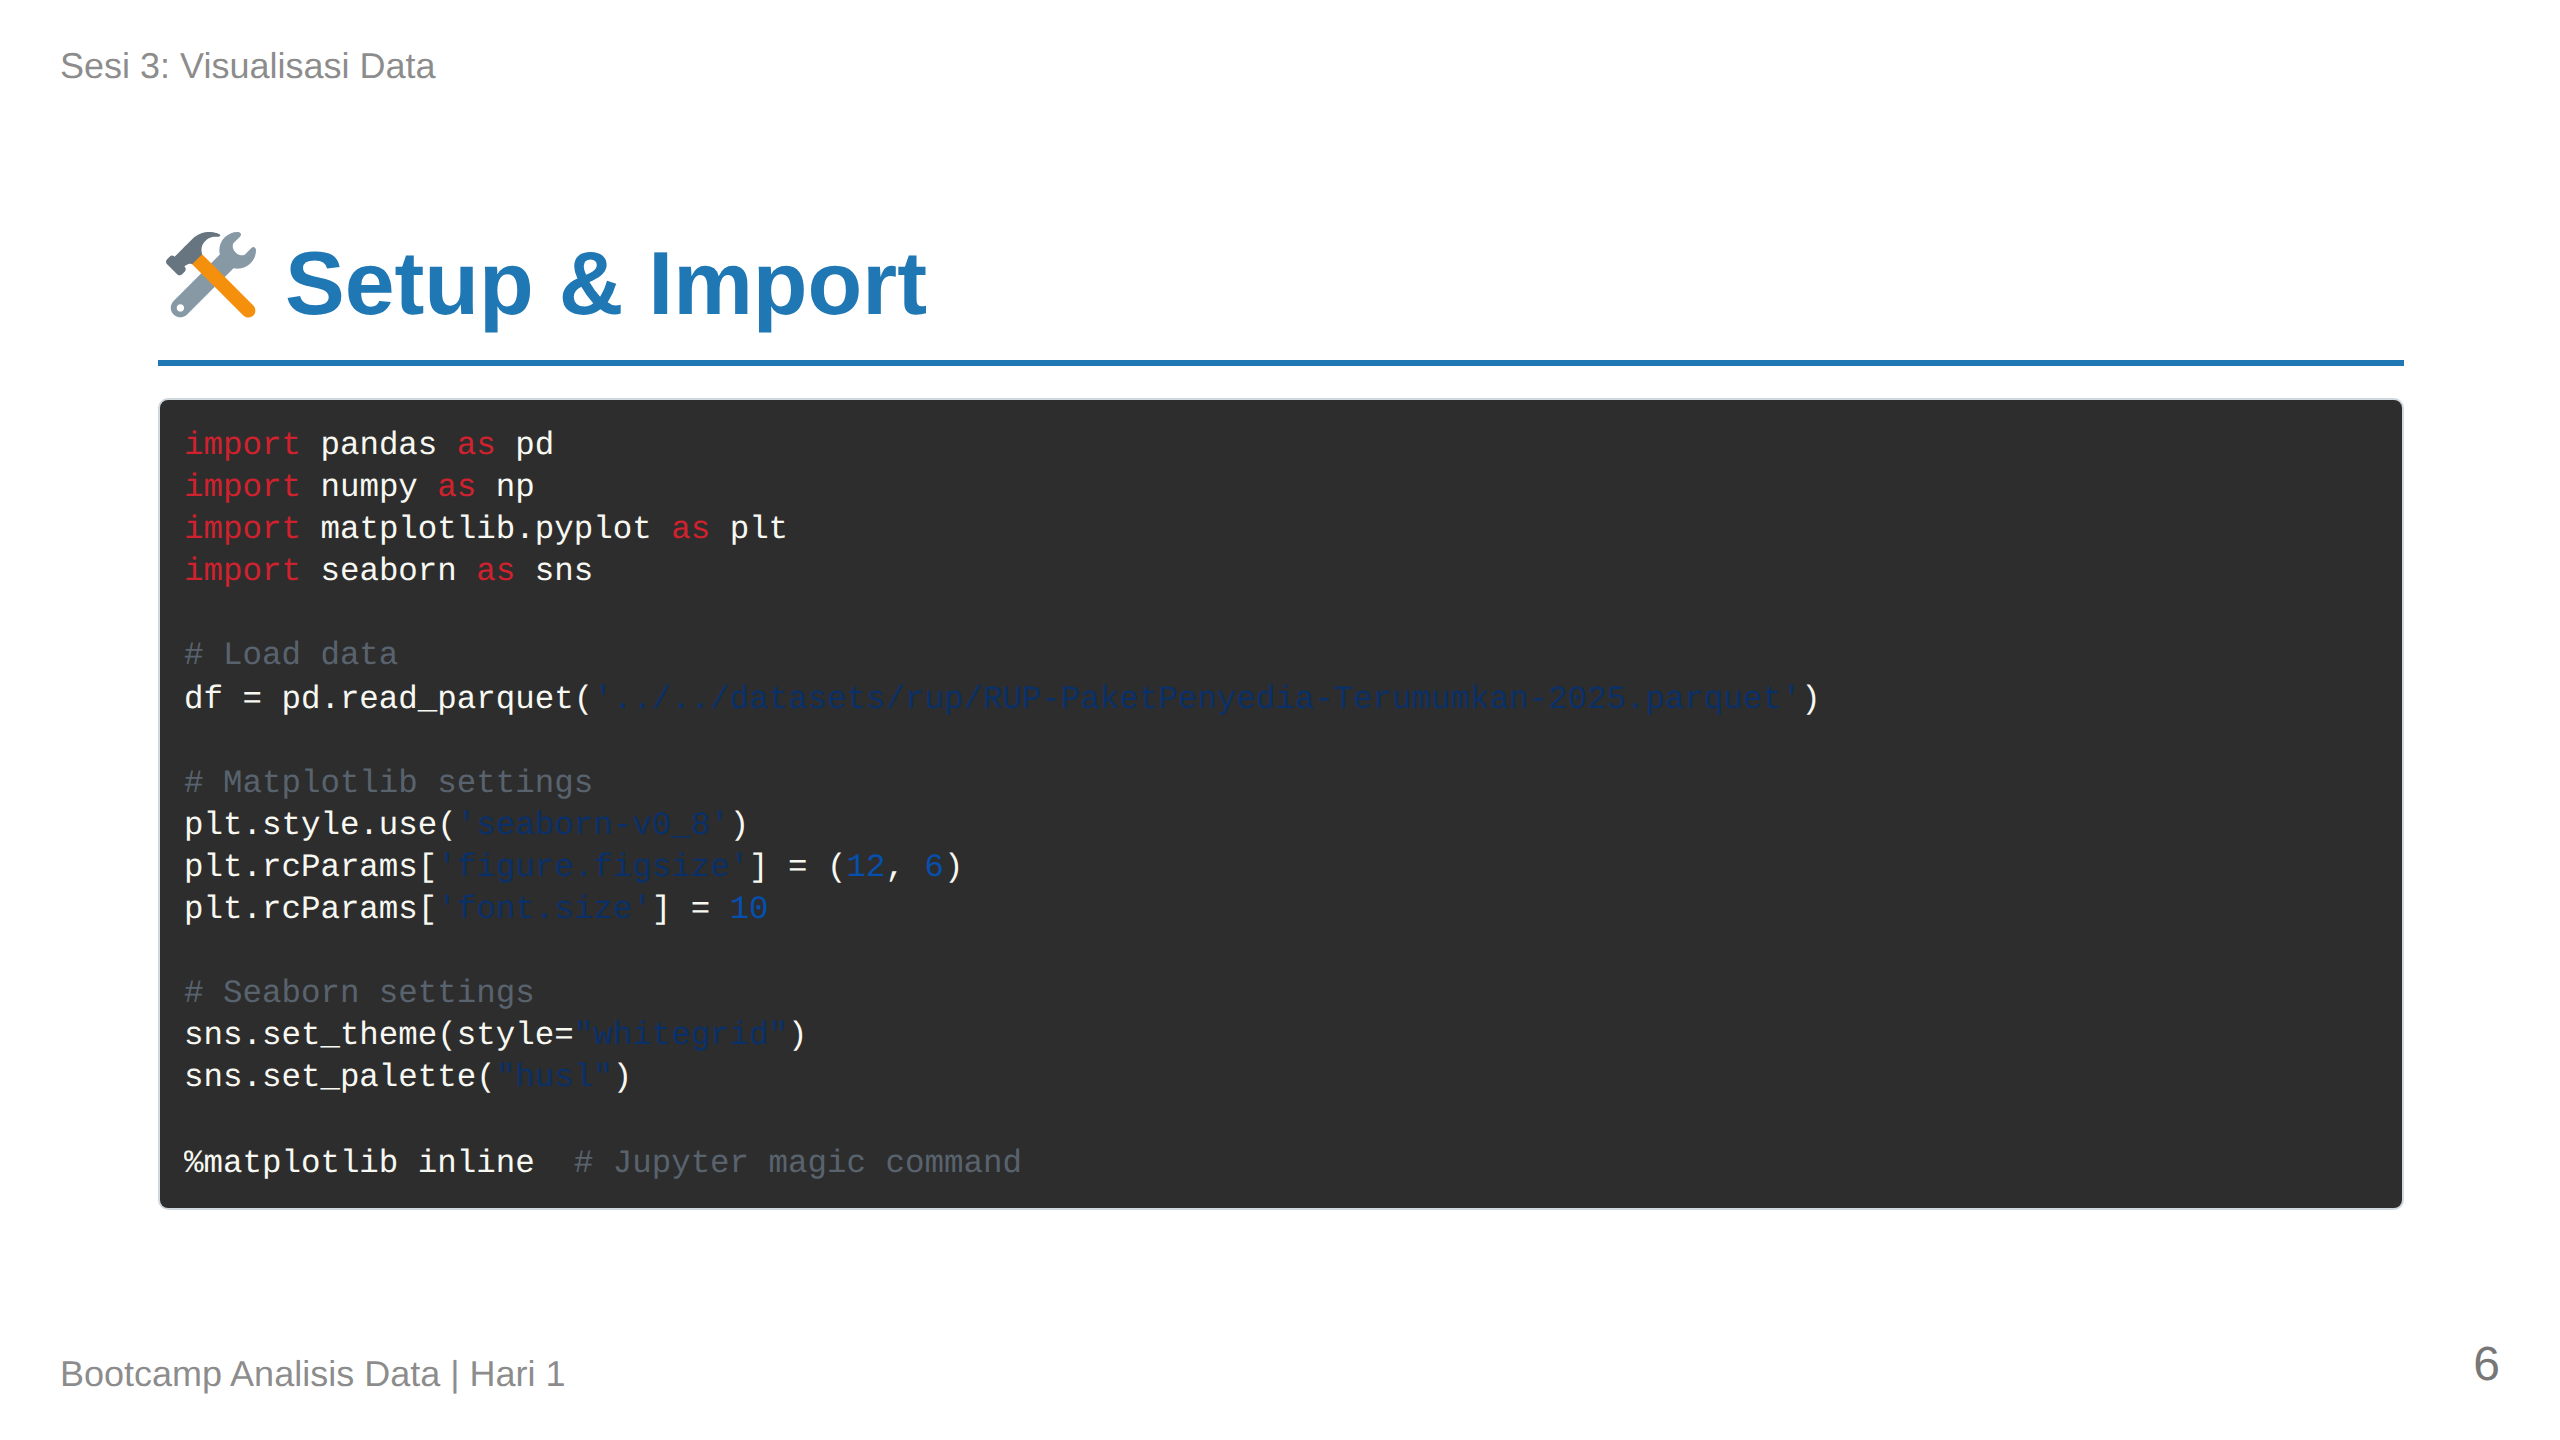 Sesi 3: Visualisasi Data
🛠️ Setup & Import
import pandas as pd
import numpy as np
import matplotlib.pyplot as plt
import seaborn as sns
# Load data
df = pd.read_parquet('../../datasets/rup/RUP-PaketPenyedia-Terumumkan-2025.parquet')
# Matplotlib settings
plt.style.use('seaborn-v0_8')
plt.rcParams['figure.figsize'] = (12, 6)
plt.rcParams['font.size'] = 10
# Seaborn settings
sns.set_theme(style="whitegrid")
sns.set_palette("husl")
%matplotlib inline  # Jupyter magic command
Bootcamp Analisis Data | Hari 1
6